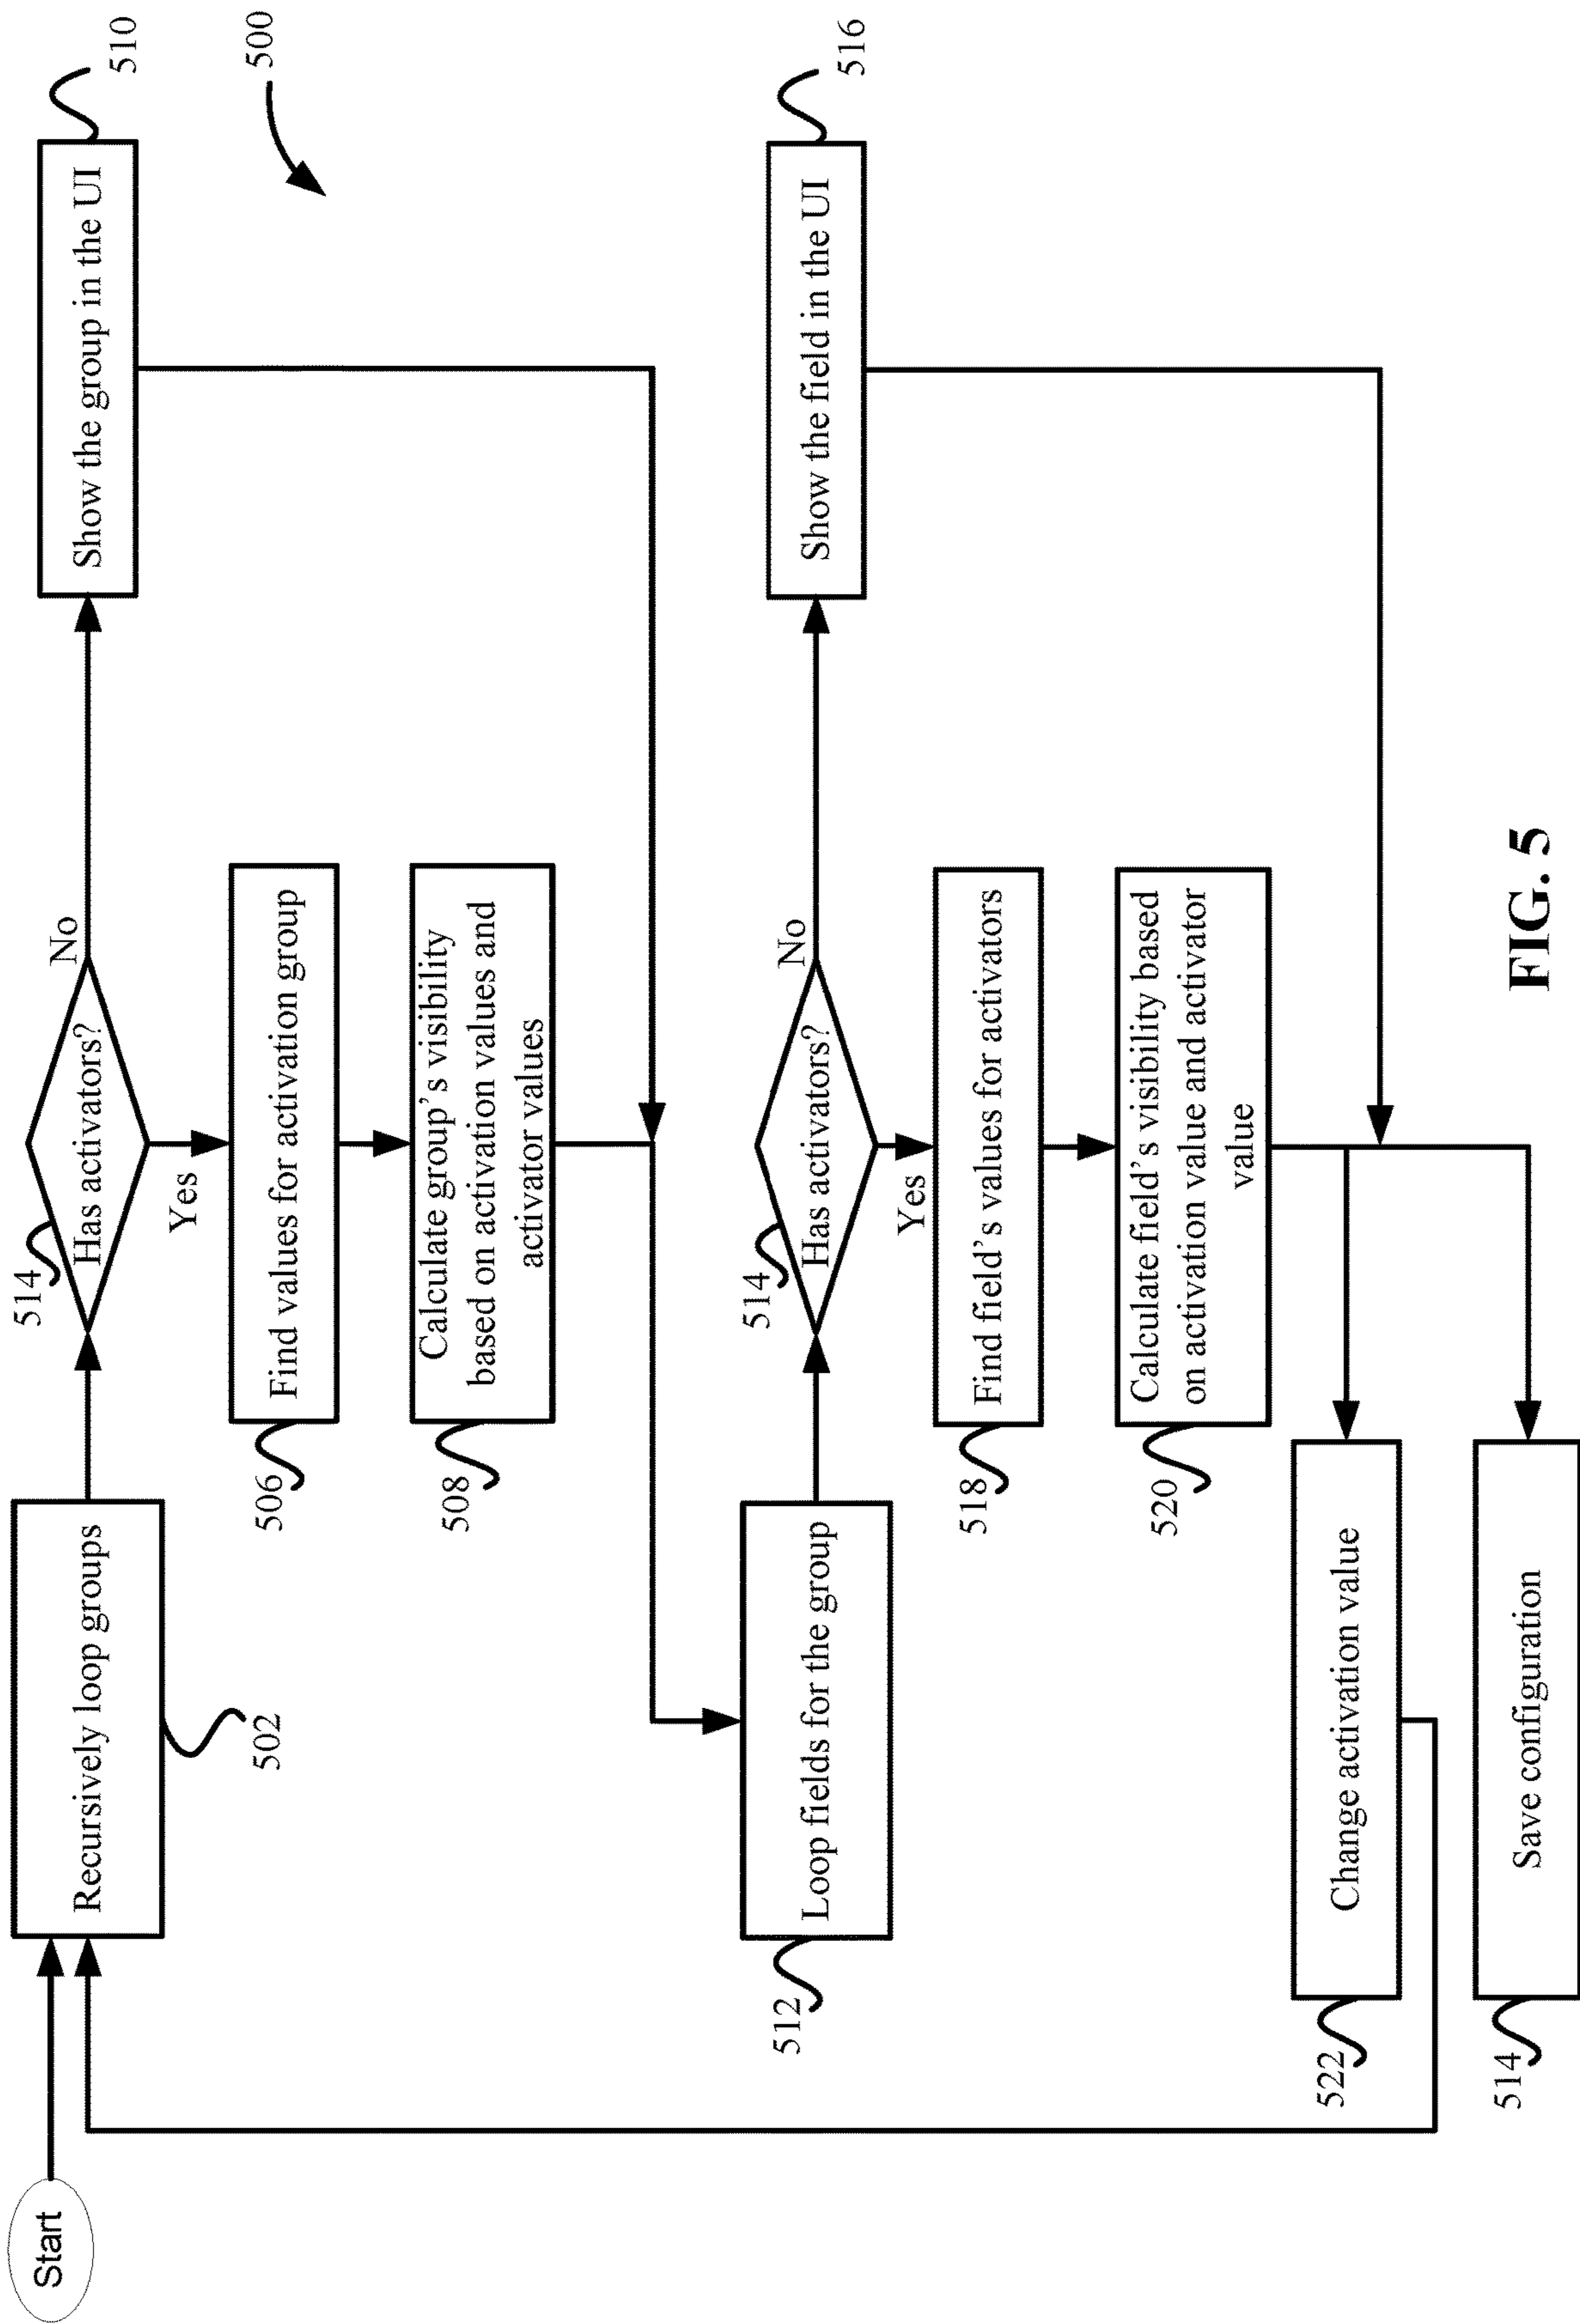 Start
Recursively loop groups
502
514
Has activators?
No
Yes
Show the group in the UI
510
500
506
Find values for activation group
508
Calculate group's visibility
based on activation values and
activator values
512
Loop fields for the group
514
Has activators?
No
Yes
Show the field in the UI
516
518
Find field's values for activators
520
Calculate field's visibility based
on activation value and activator
value
522
Change activation value
514
Save configuration
FIG. 5